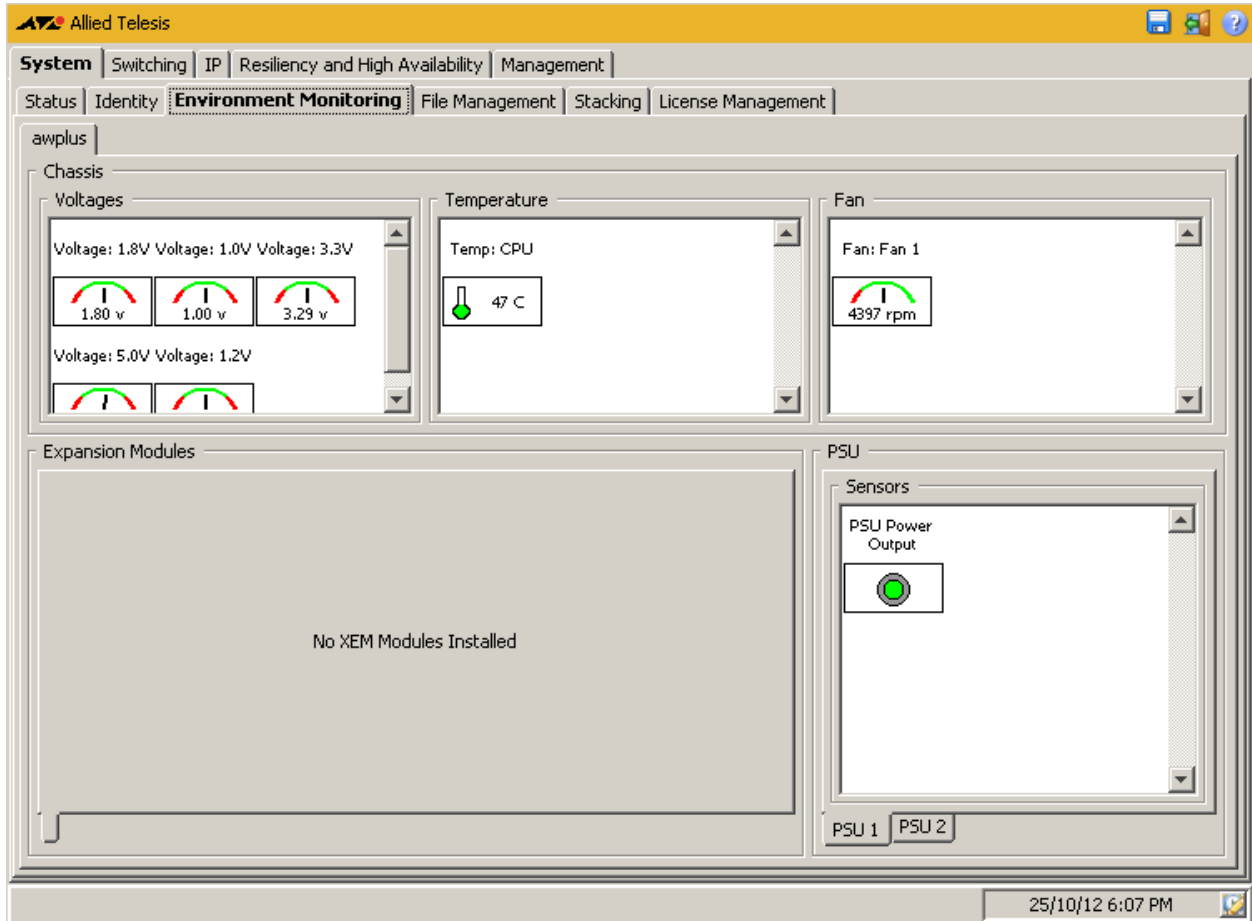 Allied Telesis
System Switching IP Resiliency and High Availability Management
Status Identity Environment Monitoring File Management Stacking License Management
awplus
Chassis
Voltages
Voltage: 1.8V Voltage: 1.0V Voltage: 3.3V
1.80 v 1.00 v 3.29 v
Voltage: 5.0V Voltage: 1.2V
Temperature
Temp: CPU
47 C
Fan
Fan: Fan 1
4397 rpm
Expansion Modules
No XEM Modules Installed
PSU
Sensors
PSU Power
Output
PSU 1 PSU 2
25/10/12 6:07 PM